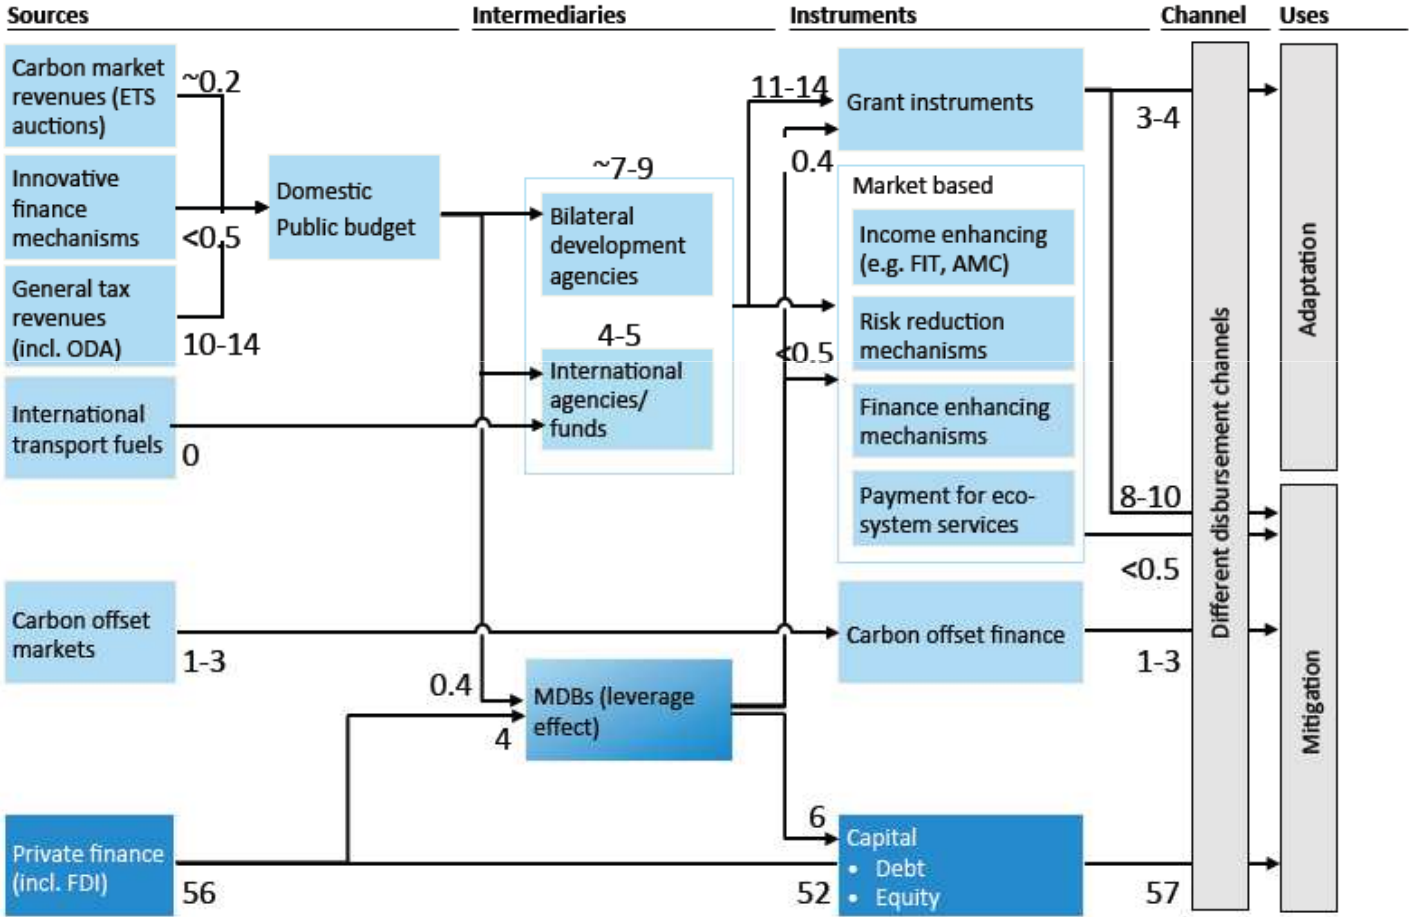 Sources
Intermediaries
Instruments
Channel
Uses
Carbon market
revenues (ETS
auctions)
~0.2
Innovative
finance
mechanisms
<0.5
General tax
revenues
(incl. ODA)
10-14
International
transport fuels
0
Carbon offset
markets
1-3
Private finance
(incl. FDI)
56
Domestic
Public budget
~7-9
Bilateral
development
agencies
4-5
International
agencies/
funds
0.4
4
MDBs (leverage
effect)
11-14
0.4
<0.5
6
52
Grant instruments
Market based
Income enhancing
(e.g. FIT, AMC)
Risk reduction
mechanisms
Finance enhancing
mechanisms
Payment for eco-
system services
Carbon offset finance
Capital
• Debt
• Equity
3-4
8-10
<0.5
1-3
57
Different disbursement channels
Adaptation
Mitigation